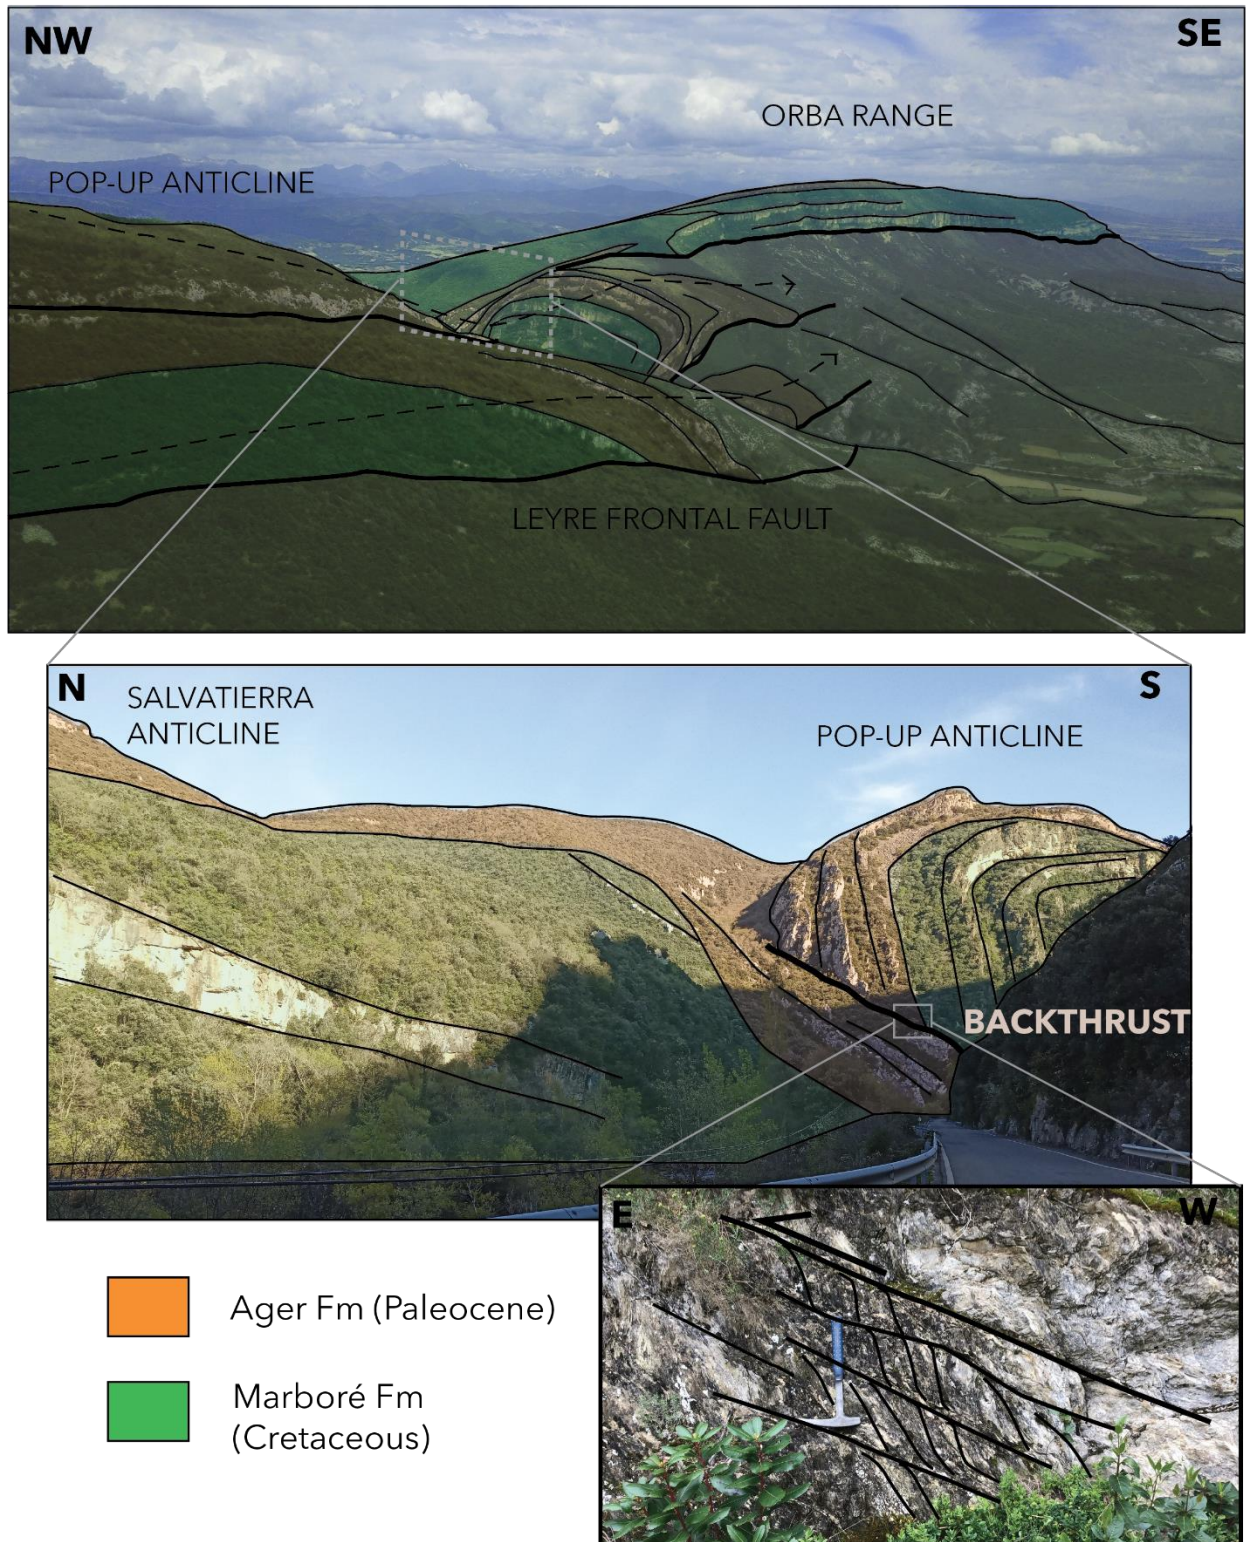 NW
SE
ORBA RANGE
POP-UP ANTICLINE
LEYRE FRONTAL FAULT
N
SALVATIERRA
ANTICLINE
S
POP-UP ANTICLINE
BACKTHRUST
E
W
Ager Fm (Paleocene)
Marboré Fm
(Cretaceous)